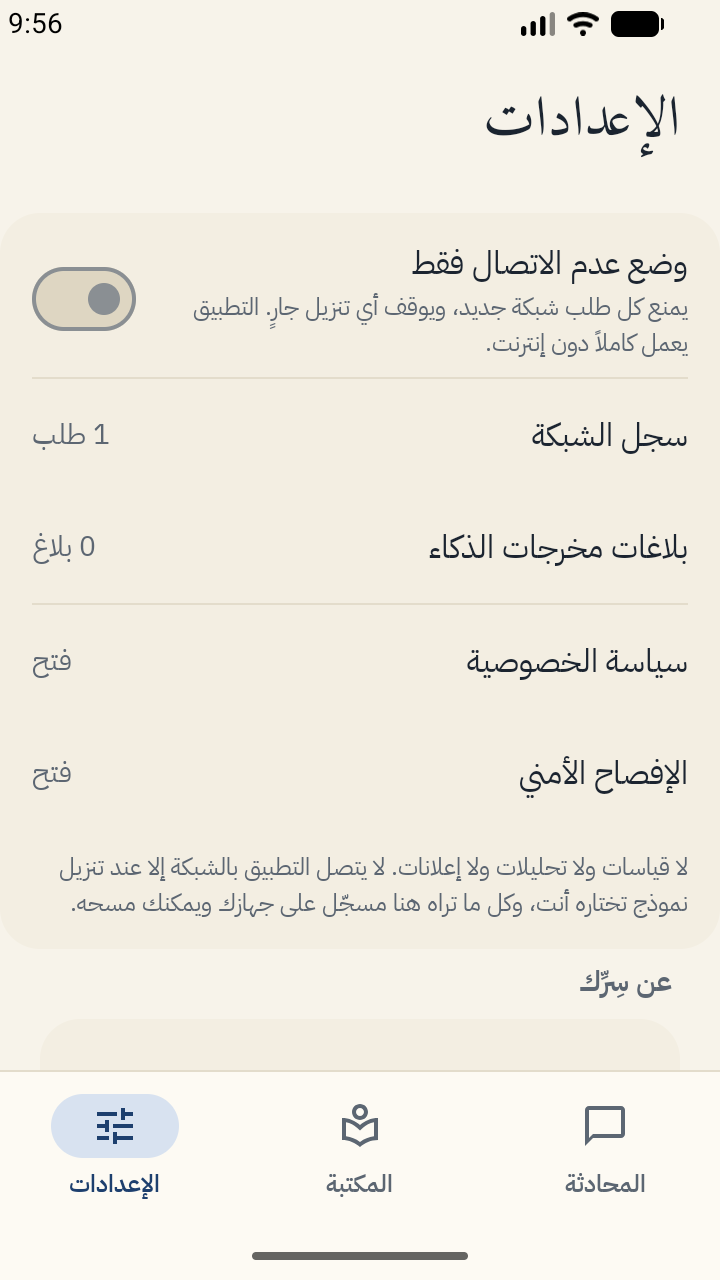 9:56
الإعدادات
وضع عدم الاتصال فقط
يمنع كل طلب شبكة جديد، ويوقف أي تنزيل جارٍ. التطبيق
يعمل كاملاً دون إنترنت.
سجل الشبكة
1 طلب
بلاغات مخرجات الذكاء
0 بلاغ
سياسة الخصوصية
فتح
الإفصاح الأمني
فتح
لا قياسات ولا تحليلات ولا إعلانات. لا يتصل التطبيق بالشبكة إلا عند تنزيل
نموذج تختاره أنت، وكل ما تراه هنا مسجّل على جهازك ويمكنك مسحه.
عن سِرِّك
المحادثة
المكتبة
الإعدادات